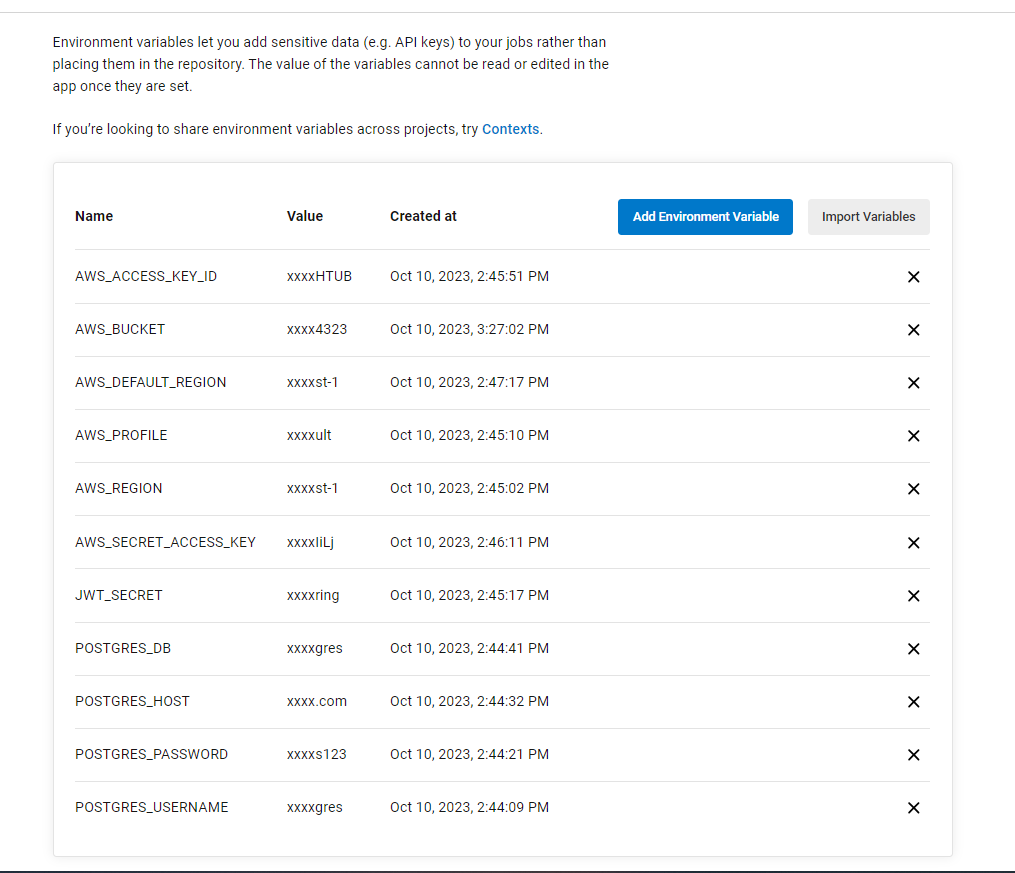 Environment variables let you add sensitive data (e.g. API keys) to your jobs rather than
placing them in the repository. The value of the variables cannot be read or edited in the
app once they are set.
If you're looking to share environment variables across projects, try Contexts.
Name Value Created at Add Environment Variable Import Variables
AWS_ACCESS_KEY_ID xxxxHTUB Oct 10, 2023, 2:45:51 PM
AWS_BUCKET xxxx4323 Oct 10, 2023, 3:27:02 PM
AWS_DEFAULT_REGION xxxxst-1 Oct 10, 2023, 2:47:17 PM
AWS_PROFILE xxxxult Oct 10, 2023, 2:45:10 PM
AWS_REGION xxxxst-1 Oct 10, 2023, 2:45:02 PM
AWS_SECRET_ACCESS_KEY xxxxIiLj Oct 10, 2023, 2:46:11 PM
JWT_SECRET xxxxring Oct 10, 2023, 2:45:17 PM
POSTGRES_DB xxxxgres Oct 10, 2023, 2:44:41 PM
POSTGRES_HOST xxxx.com Oct 10, 2023, 2:44:32 PM
POSTGRES_PASSWORD xxxxs123 Oct 10, 2023, 2:44:21 PM
POSTGRES_USERNAME xxxxgres Oct 10, 2023, 2:44:09 PM